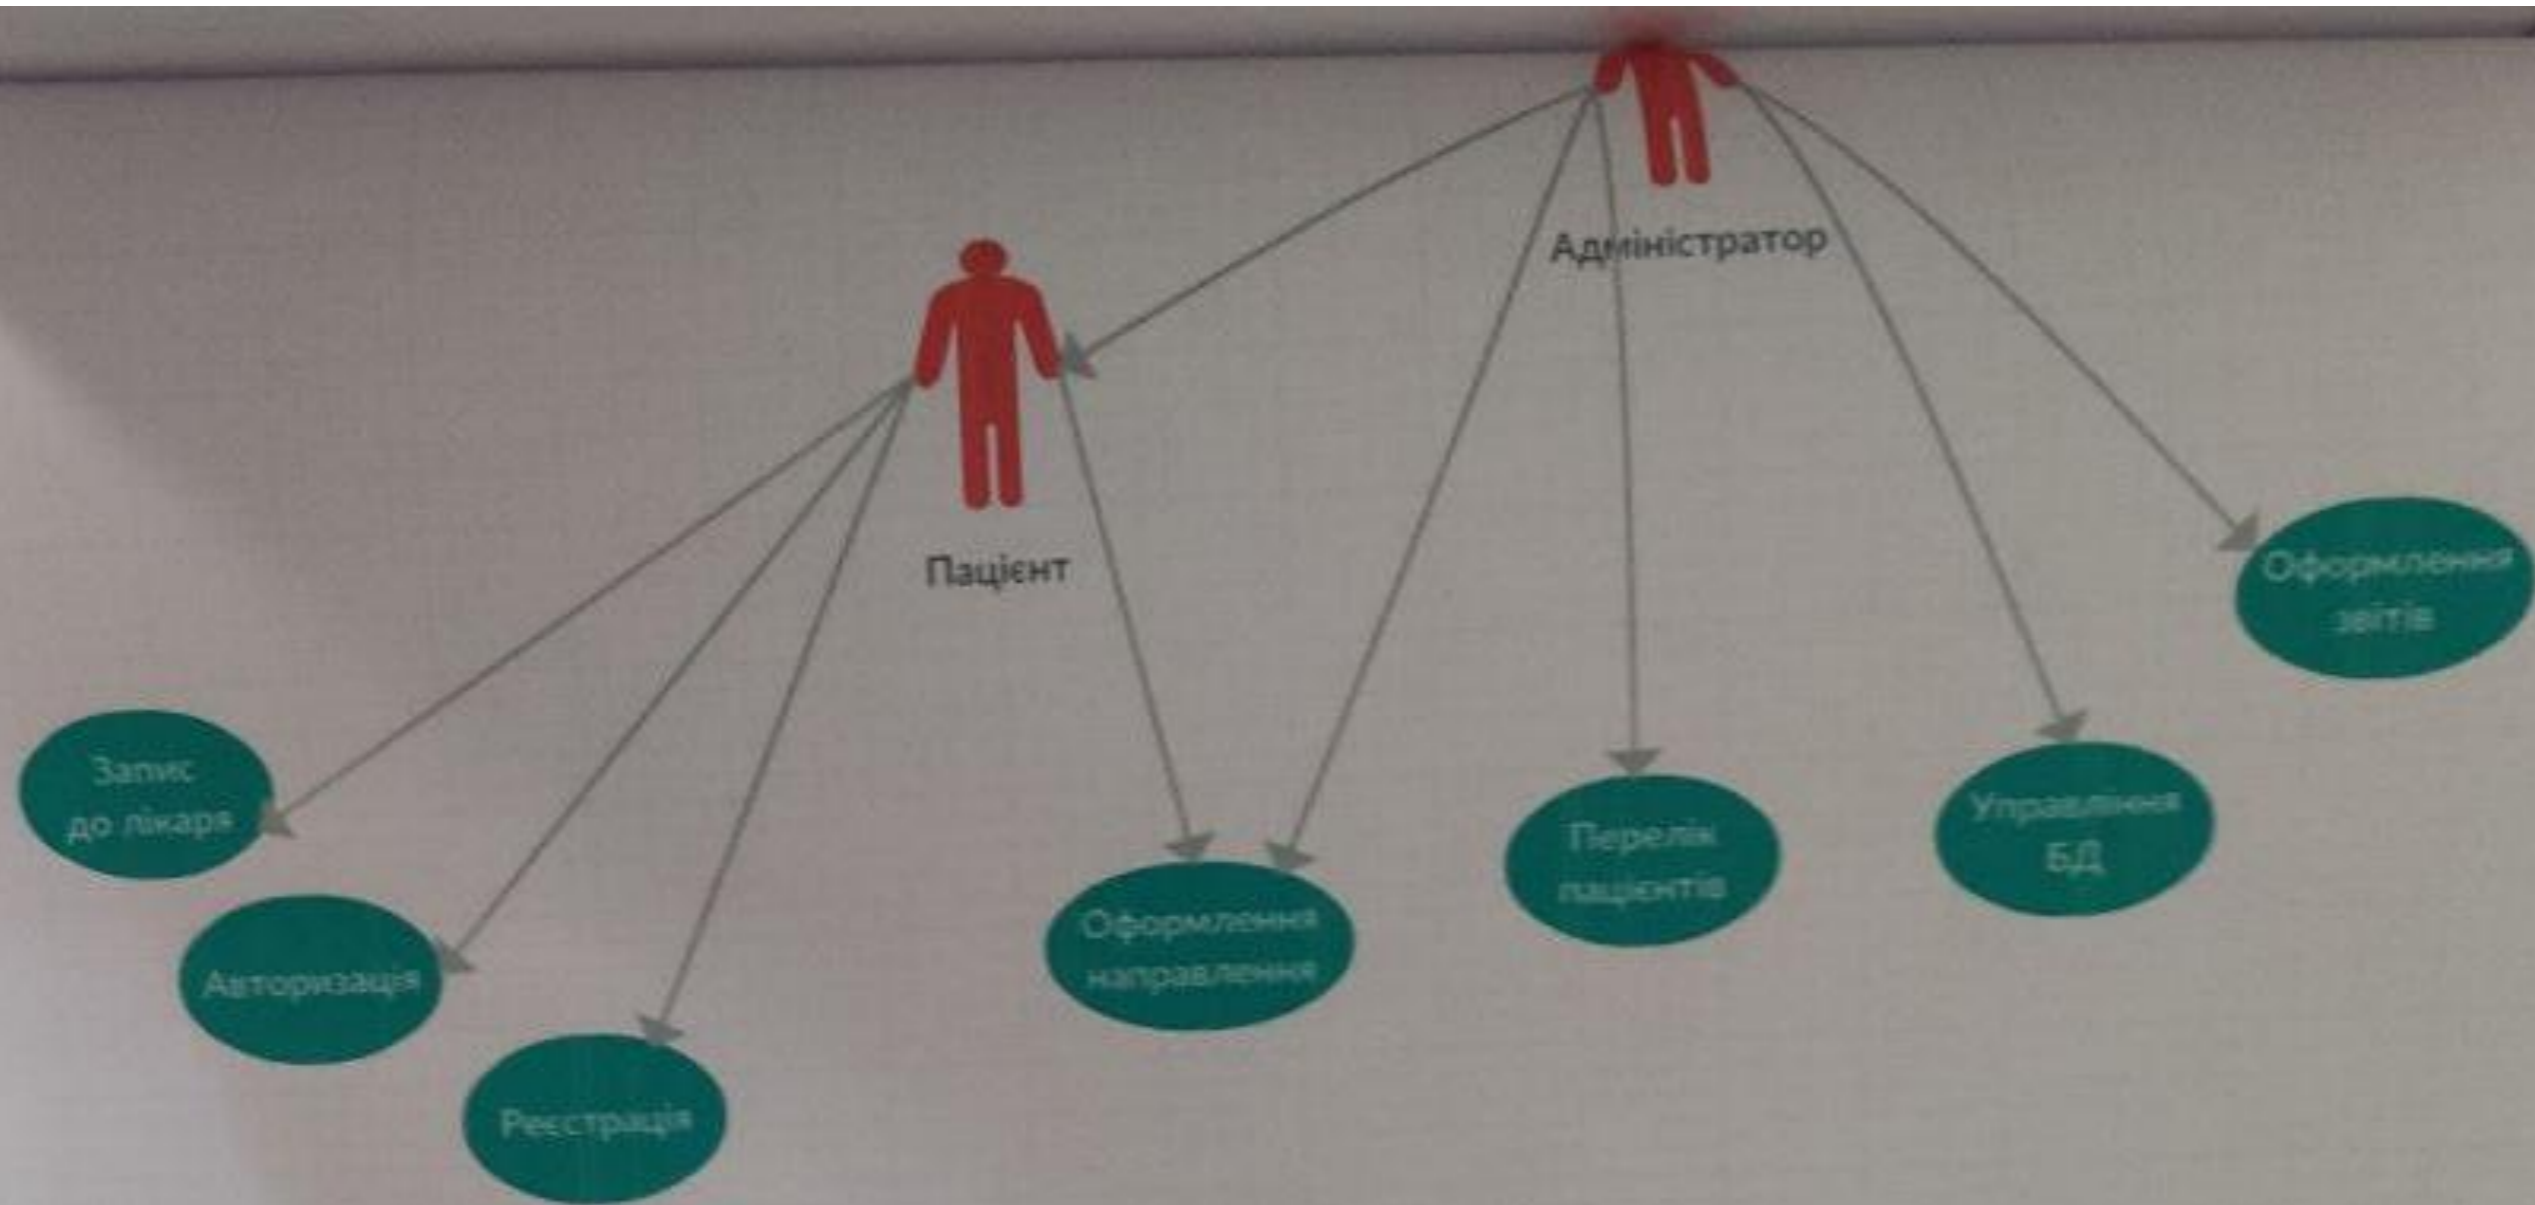 Адміністратор
Пацієнт
Оформлення
звітів
Запис
до лікаря
Перелік
пацієнтів
Управління
БД
Авторизація
Оформлення
направлення
Реєстрація